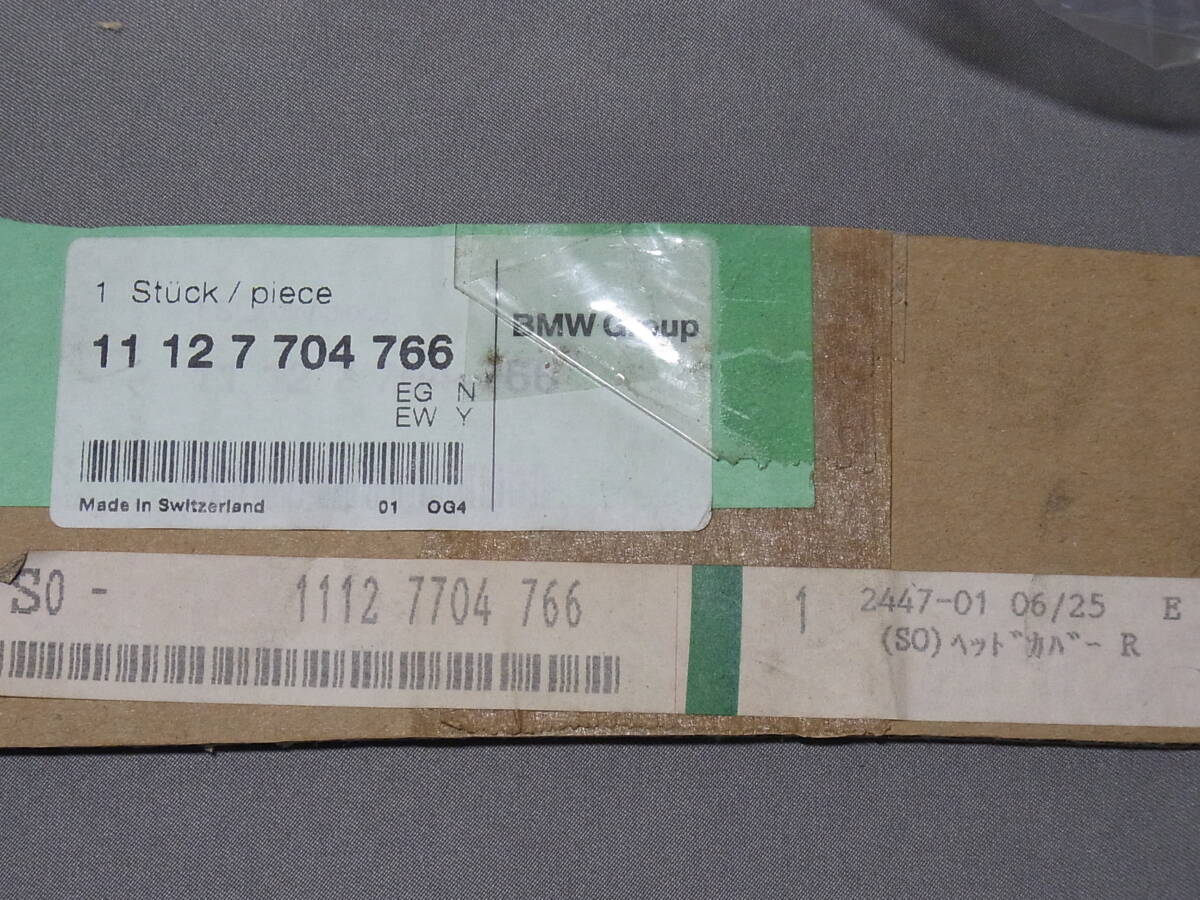 1 Stück / piece
11 12 7 704 766
BMW Group
EG N
EW Y
Made in Switzerland 01 OG4
SO - 1112 7704 766 1 2447-01 06/25 E
(SO) ヘッドカバー R